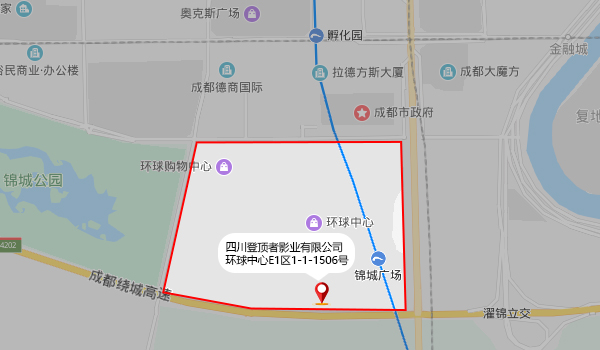 家
奥克斯广场
孵化园
金融城
裕民商业·办公楼
拉德方斯大厦
成都大魔方
成都德商国际
成都市政府
复地
环球购物中心
锦城公园
环球中心
四川登顶者影业有限公司
环球中心E1区1-1-1506号
4202
锦城广场
成都绕城高速
濯锦立交